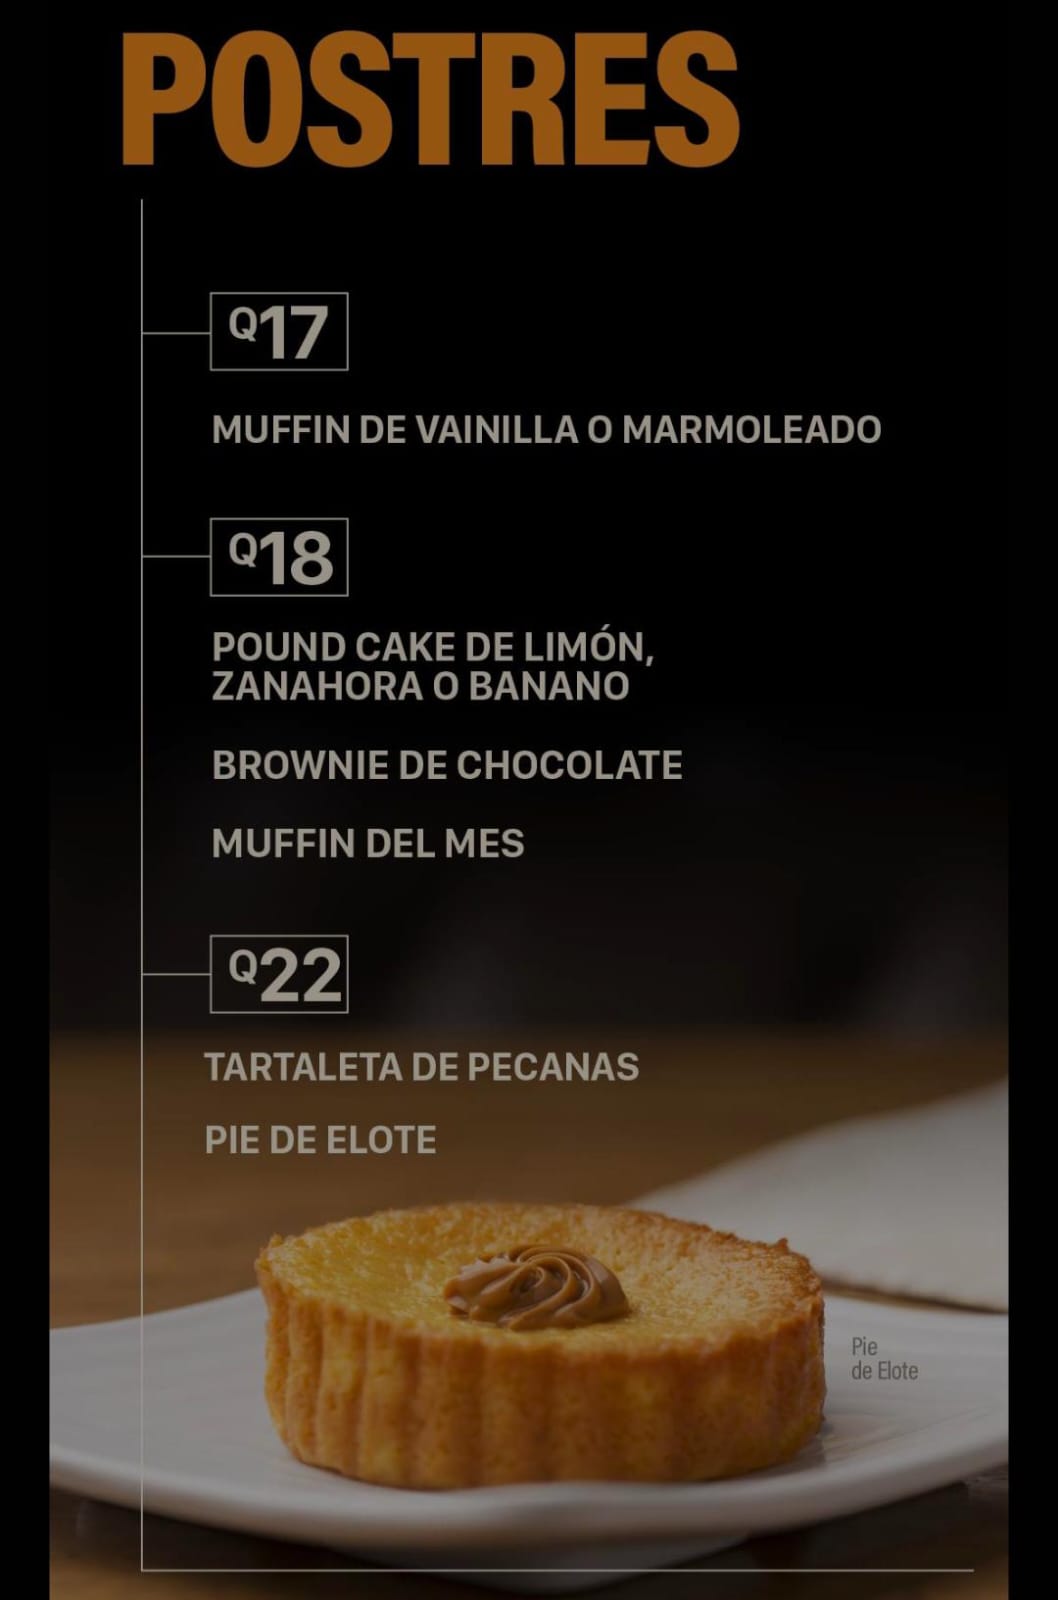 POSTRES
Q17
MUFFIN DE VAINILLA O MARMOLEADO
Q18
POUND CAKE DE LIMÓN,
ZANAHORA O BANANO
BROWNIE DE CHOCOLATE
MUFFIN DEL MES
Q22
TARTALETA DE PECANAS
PIE DE ELOTE
Pie
de Elote